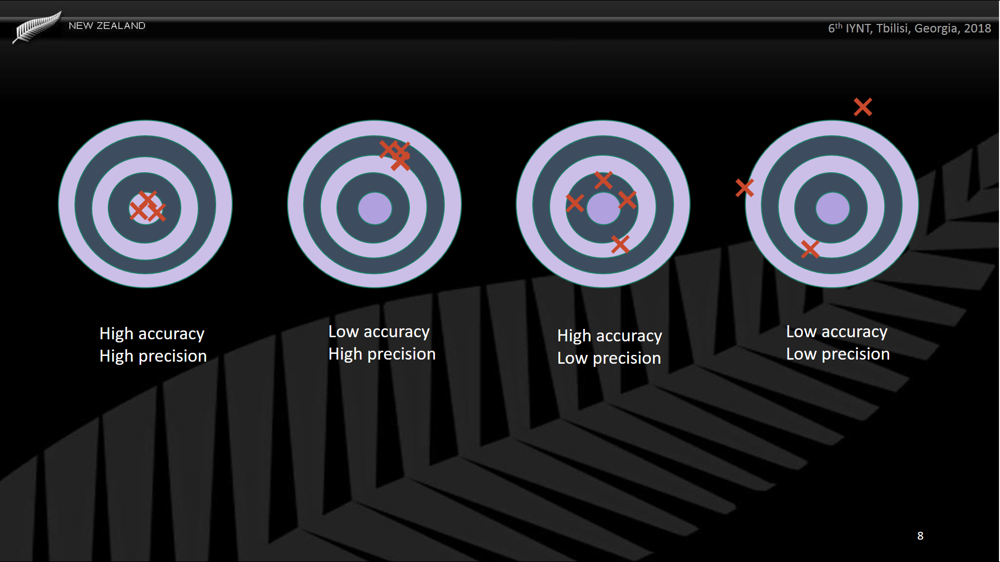 NEW ZEALAND
6th IYNT, Tbilisi, Georgia, 2018
High accuracy
High precision
Low accuracy
High precision
High accuracy
Low precision
Low accuracy
Low precision
8